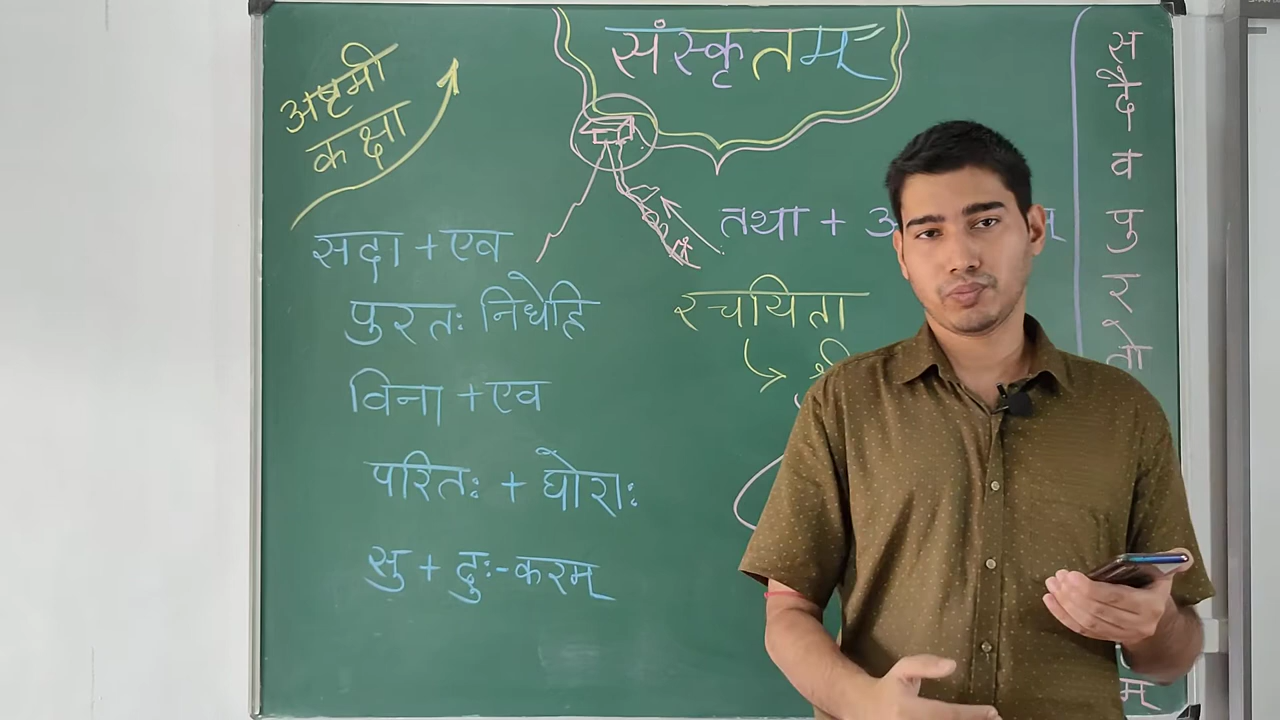 संस्कृतम्
अष्टमी
कक्षा
सदा + एव
पुरतः निधेहि
विना + एव
परितः + घोराः
सु + दुः-करम्
तथा +
रचयिता
स
दै
व
पु
र
तो
म्